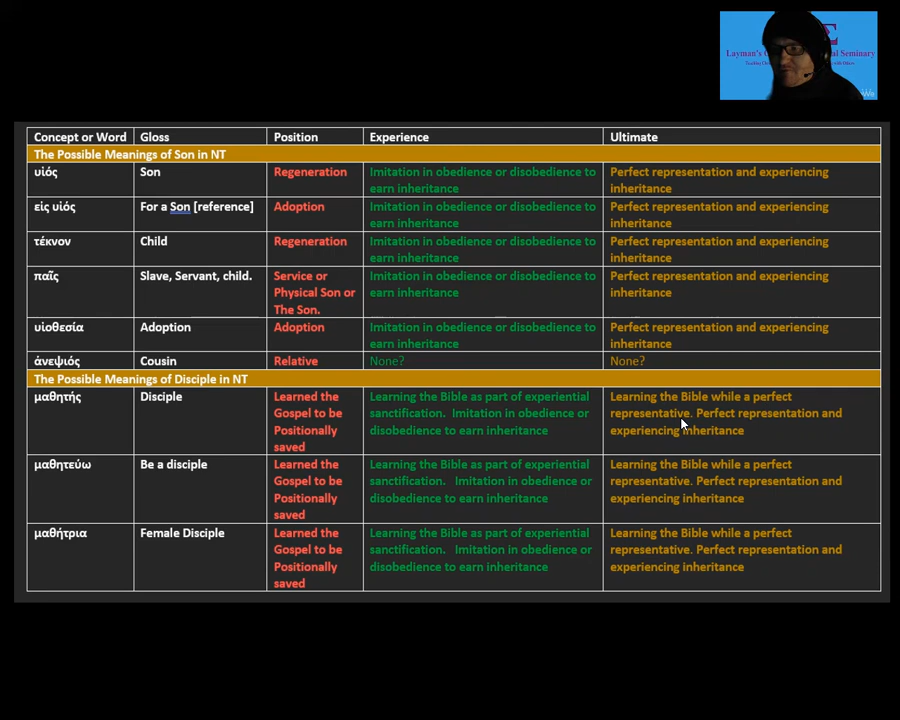 E
Layman's
al Seminary
Concept or Word Gloss Position Experience Ultimate
The Possible Meanings of Son in NT
υἱός Son Regeneration Imitation in obedience or disobedience to Perfect representation and experiencing
earn inheritance inheritance
εἰς υἱός For a Son [reference] Adoption Imitation in obedience or disobedience to Perfect representation and experiencing
earn inheritance inheritance
τέκνον Child Regeneration Imitation in obedience or disobedience to Perfect representation and experiencing
earn inheritance inheritance
παῖς Slave, Servant, child. Service or Imitation in obedience or disobedience to Perfect representation and experiencing
Physical Son or earn inheritance inheritance
The Son.
υἱοθεσία Adoption Adoption Imitation in obedience or disobedience to Perfect representation and experiencing
earn inheritance inheritance
ἀνεψιός Cousin Relative None? None?
The Possible Meanings of Disciple in NT
μαθητής Disciple Learned the Learning the Bible as part of experiential Learning the Bible while a perfect
Gospel to be sanctification. Imitation in obedience or representative. Perfect representation and
Positionally disobedience to earn inheritance experiencing inheritance
saved
μαθητεύω Be a disciple Learned the Learning the Bible as part of experiential Learning the Bible while a perfect
Gospel to be sanctification. Imitation in obedience or representative. Perfect representation and
Positionally disobedience to earn inheritance experiencing inheritance
saved
μαθήτρια Female Disciple Learned the Learning the Bible as part of experiential Learning the Bible while a perfect
Gospel to be sanctification. Imitation in obedience or representative. Perfect representation and
Positionally disobedience to earn inheritance experiencing inheritance
saved